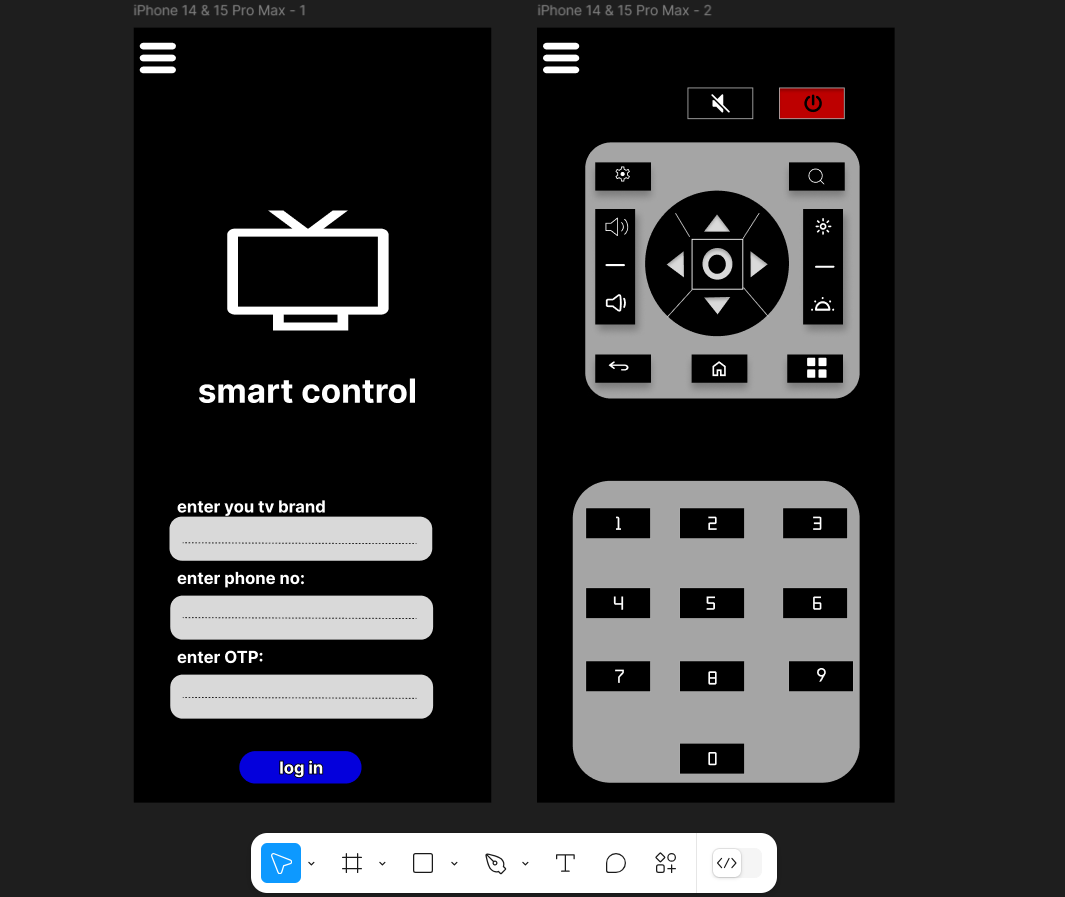 iPhone 14 & 15 Pro Max - 1
smart control
enter you tv brand
enter phone no:
enter OTP:
log in
iPhone 14 & 15 Pro Max - 2
1 2 3
4 5 6
7 8 9
0